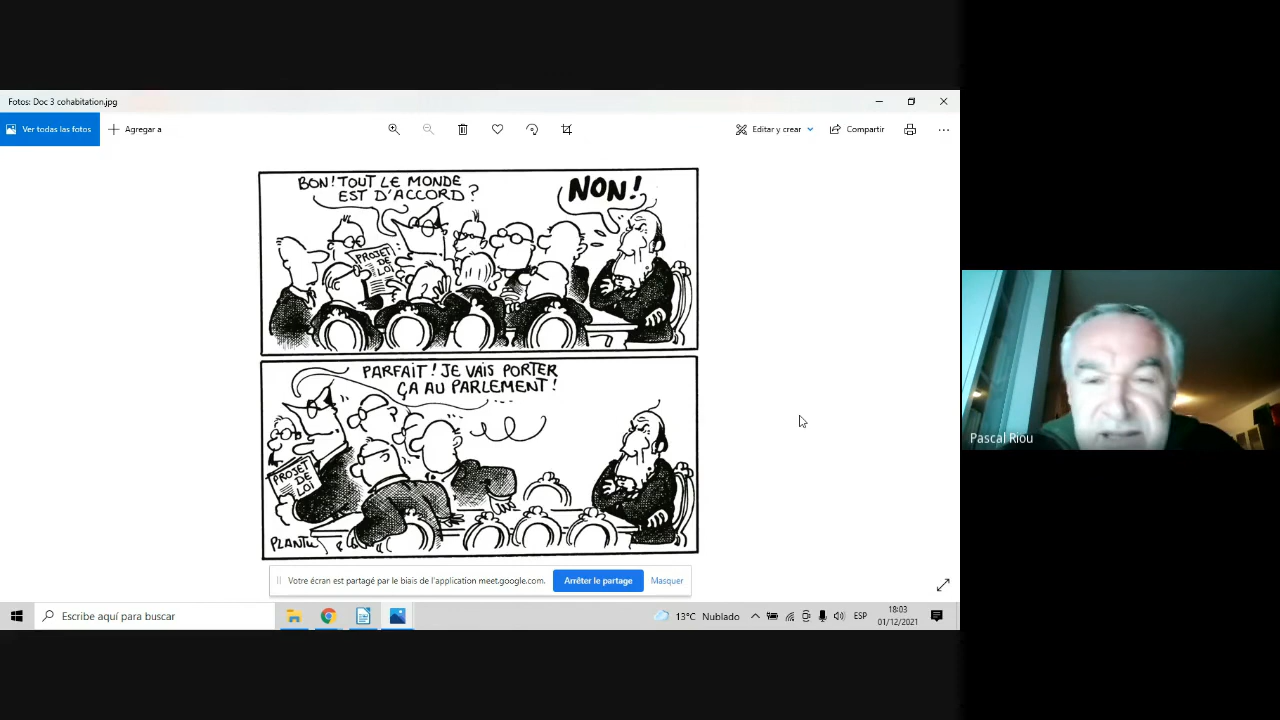 Fotos: Doc 3 cohabitation.jpg
Ver todas las fotos
Agregar a
Editar y crear
Compartir
BON! TOUT LE MONDE
EST D'ACCORD?
NON!
PROJET
DE
LOI
PARFAIT! JE VAIS PORTER
ÇA AU PARLEMENT!
PROJET
DE
LOI
PLANTU
Votre écran est partagé par le biais de l'application meet.google.com.
Arrêter le partage
Masquer
Escribe aquí para buscar
13°C Nublado
ESP
18:03
01/12/2021
Pascal Riou